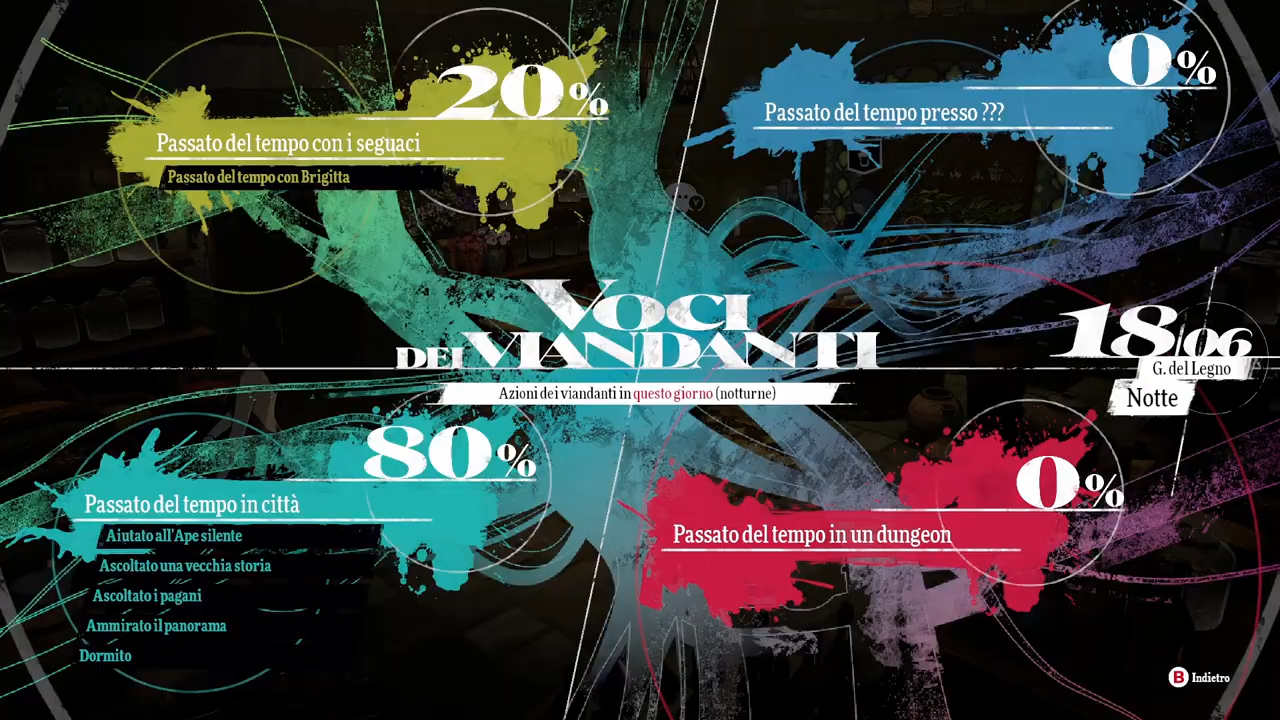 20%
Passato del tempo con i seguaci
Passato del tempo con Brigitta
0%
Passato del tempo presso ???
VOCI
DEI VIANDANTI
Azioni dei viandanti in questo giorno (notturne)
18/06
G. del Legno
Notte
80%
Passato del tempo in città
Aiutato all'Ape silente
Ascoltato una vecchia storia
Ascoltato i pagani
Ammirato il panorama
Dormito
0%
Passato del tempo in un dungeon
B Indietro